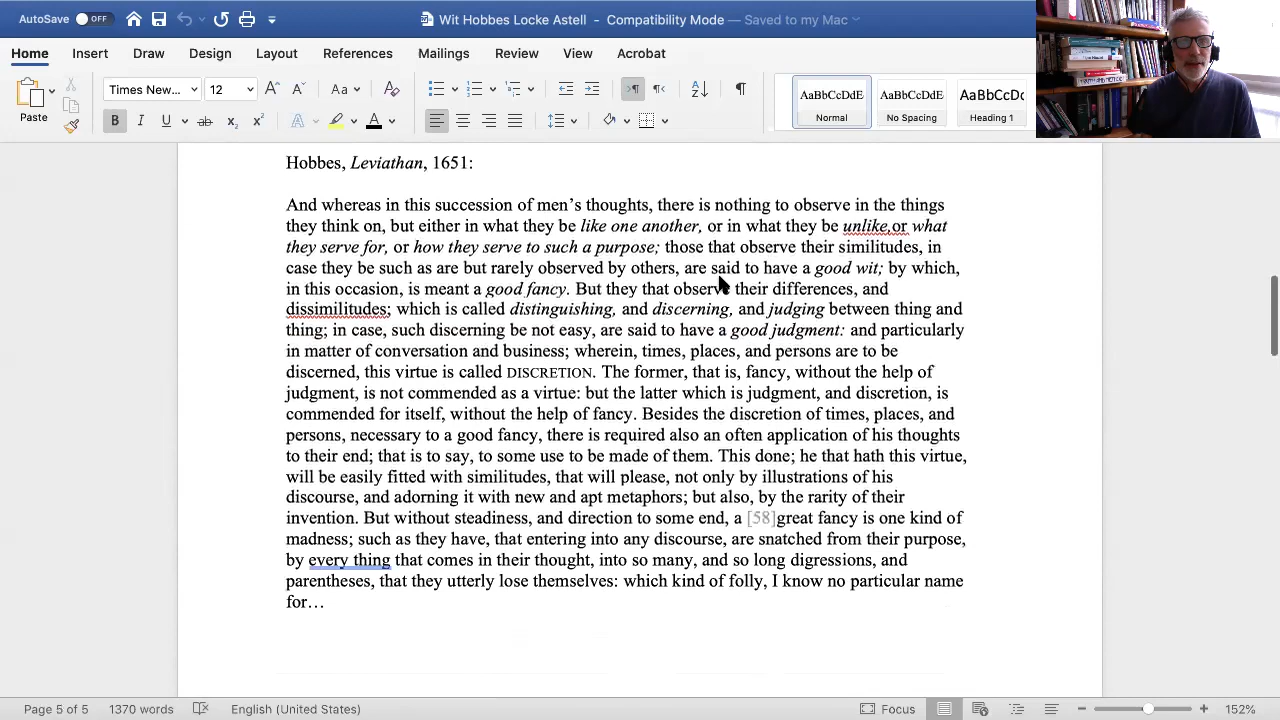 AutoSave OFF Wit Hobbes Locke Astell - Compatibility Mode — Saved to my Mac
Home Insert Draw Design Layout References Mailings Review View Acrobat
Paste
Times New... 12
Aa
AaBbCcDdE AaBbCcDdE AaBbCcDc
Normal No Spacing Heading 1
Hobbes, Leviathan, 1651:
And whereas in this succession of men’s thoughts, there is nothing to observe in the things
they think on, but either in what they be like one another, or in what they be unlike,or what
they serve for, or how they serve to such a purpose; those that observe their similitudes, in
case they be such as are but rarely observed by others, are said to have a good wit; by which,
in this occasion, is meant a good fancy. But they that observe their differences, and
dissimilitudes; which is called distinguishing, and discerning, and judging between thing and
thing; in case, such discerning be not easy, are said to have a good judgment: and particularly
in matter of conversation and business; wherein, times, places, and persons are to be
discerned, this virtue is called DISCRETION. The former, that is, fancy, without the help of
judgment, is not commended as a virtue: but the latter which is judgment, and discretion, is
commended for itself, without the help of fancy. Besides the discretion of times, places, and
persons, necessary to a good fancy, there is required also an often application of his thoughts
to their end; that is to say, to some use to be made of them. This done; he that hath this virtue,
will be easily fitted with similitudes, that will please, not only by illustrations of his
discourse, and adorning it with new and apt metaphors; but also, by the rarity of their
invention. But without steadiness, and direction to some end, a [58]great fancy is one kind of
madness; such as they have, that entering into any discourse, are snatched from their purpose,
by every thing that comes in their thought, into so many, and so long digressions, and
parentheses, that they utterly lose themselves: which kind of folly, I know no particular name
for…
Page 5 of 5 1370 words English (United States) Focus 152%